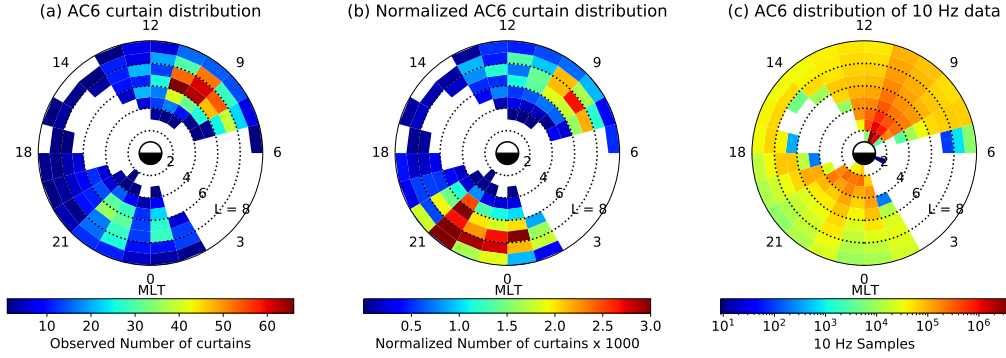 (a) AC6 curtain distribution
12
14
9
18
6
2
4
6
L = 8
21
3
0
MLT
10 20 30 40 50 60
Observed Number of curtains
(b) Normalized AC6 curtain distribution
12
14
9
18
6
2
4
6
L = 8
21
3
0
MLT
0.5 1.0 1.5 2.0 2.5 3.0
Normalized Number of curtains x 1000
(c) AC6 distribution of 10 Hz data
12
14
9
18
6
2
4
6
L = 8
21
3
0
MLT
10¹ 10² 10³ 10⁴ 10⁵ 10⁶
10 Hz Samples